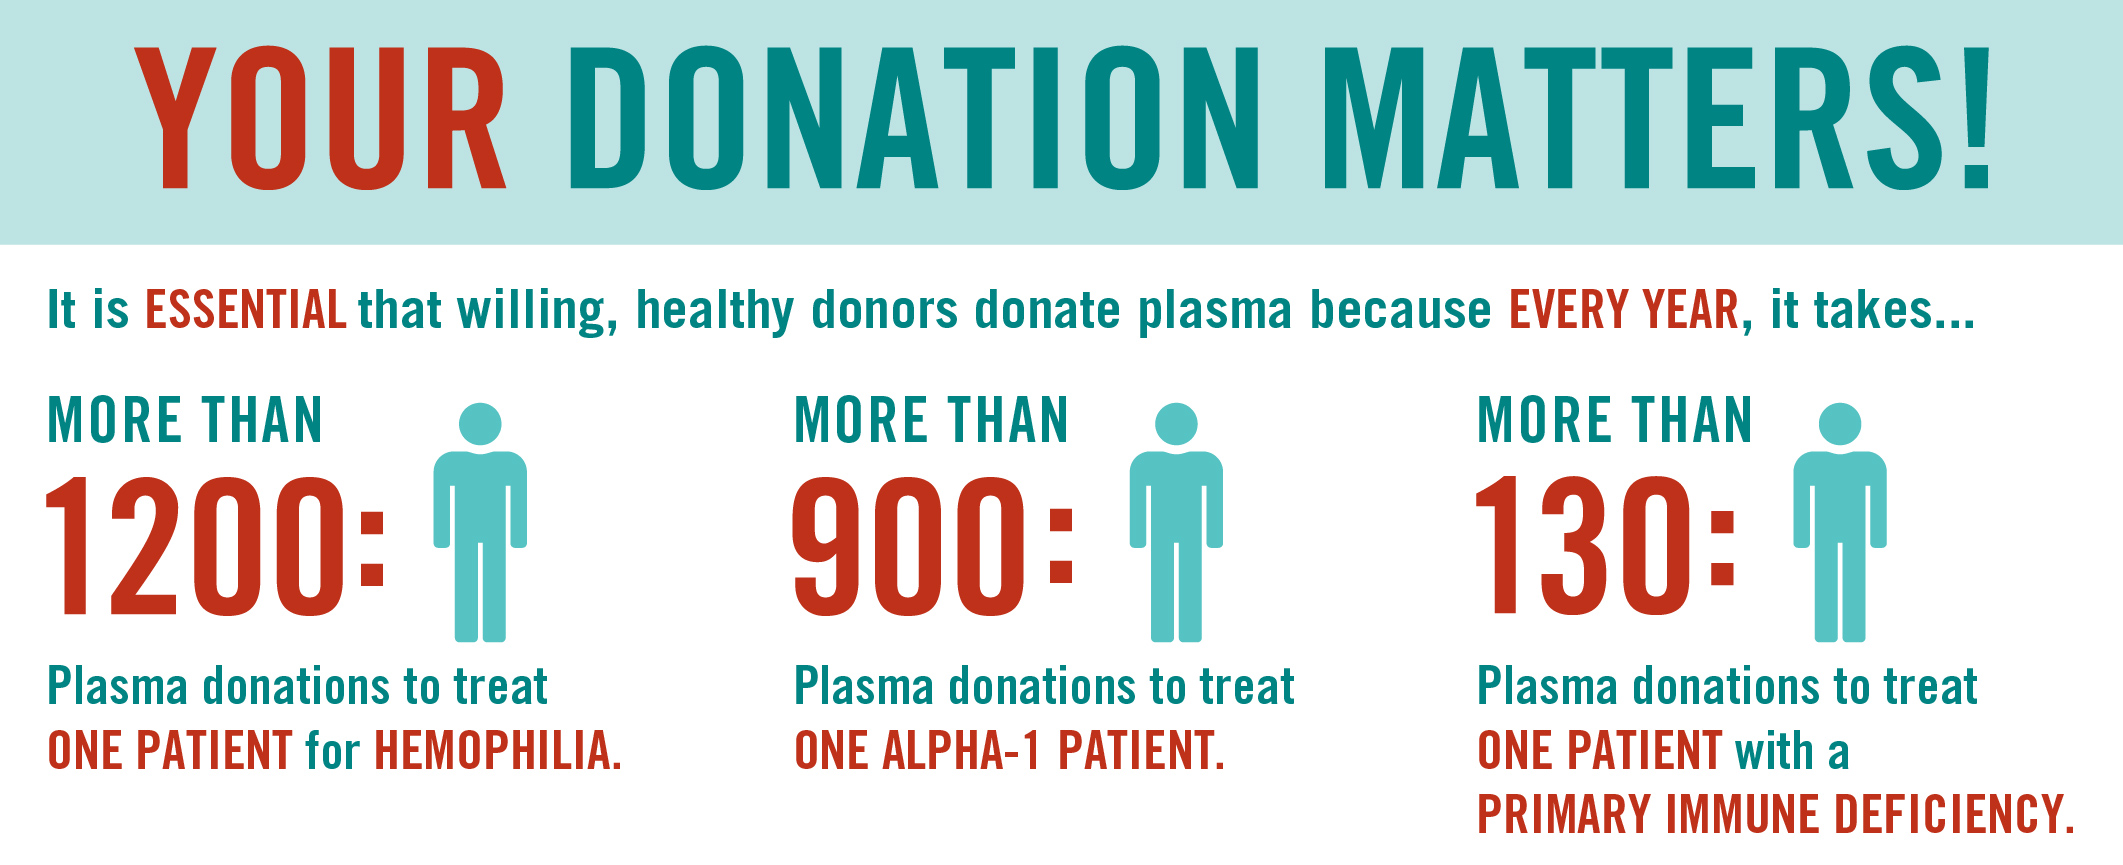 YOUR DONATION MATTERS!
It is ESSENTIAL that willing, healthy donors donate plasma because EVERY YEAR, it takes...
MORE THAN
1200:
Plasma donations to treat
ONE PATIENT for HEMOPHILIA.
MORE THAN
900:
Plasma donations to treat
ONE ALPHA-1 PATIENT.
MORE THAN
130:
Plasma donations to treat
ONE PATIENT with a
PRIMARY IMMUNE DEFICIENCY.